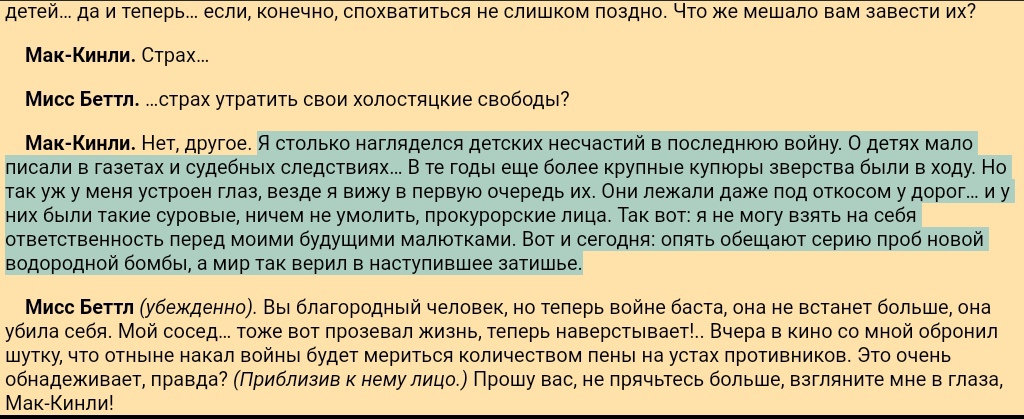 детей… да и теперь… если, конечно, спохватиться не слишком поздно. Что же мешало вам завести их?
Мак-Кинли. Страх…
Мисс Беттл. …страх утратить свои холостяцкие свободы?
Мак-Кинли. Нет, другое. Я столько нагляделся детских несчастий в последнюю войну. О детях мало
писали в газетах и судебных следствиях… В те годы еще более крупные купюры зверства были в ходу. Но
так уж у меня устроен глаз, везде я вижу в первую очередь их. Они лежали даже под откосом у дорог… и у
них были такие суровые, ничем не умолить, прокурорские лица. Так вот: я не могу взять на себя
ответственность перед моими будущими малютками. Вот и сегодня: опять обещают серию проб новой
водородной бомбы, а мир так верил в наступившее затишье.
Мисс Беттл (убежденно). Вы благородный человек, но теперь войне баста, она не встанет больше, она
убила себя. Мой сосед… тоже вот прозевал жизнь, теперь наверстывает!.. Вчера в кино со мной обронил
шутку, что отныне накал войны будет мериться количеством пены на устах противников. Это очень
обнадеживает, правда? (Приблизив к нему лицо.) Прошу вас, не прячьтесь больше, взгляните мне в глаза,
Мак-Кинли!